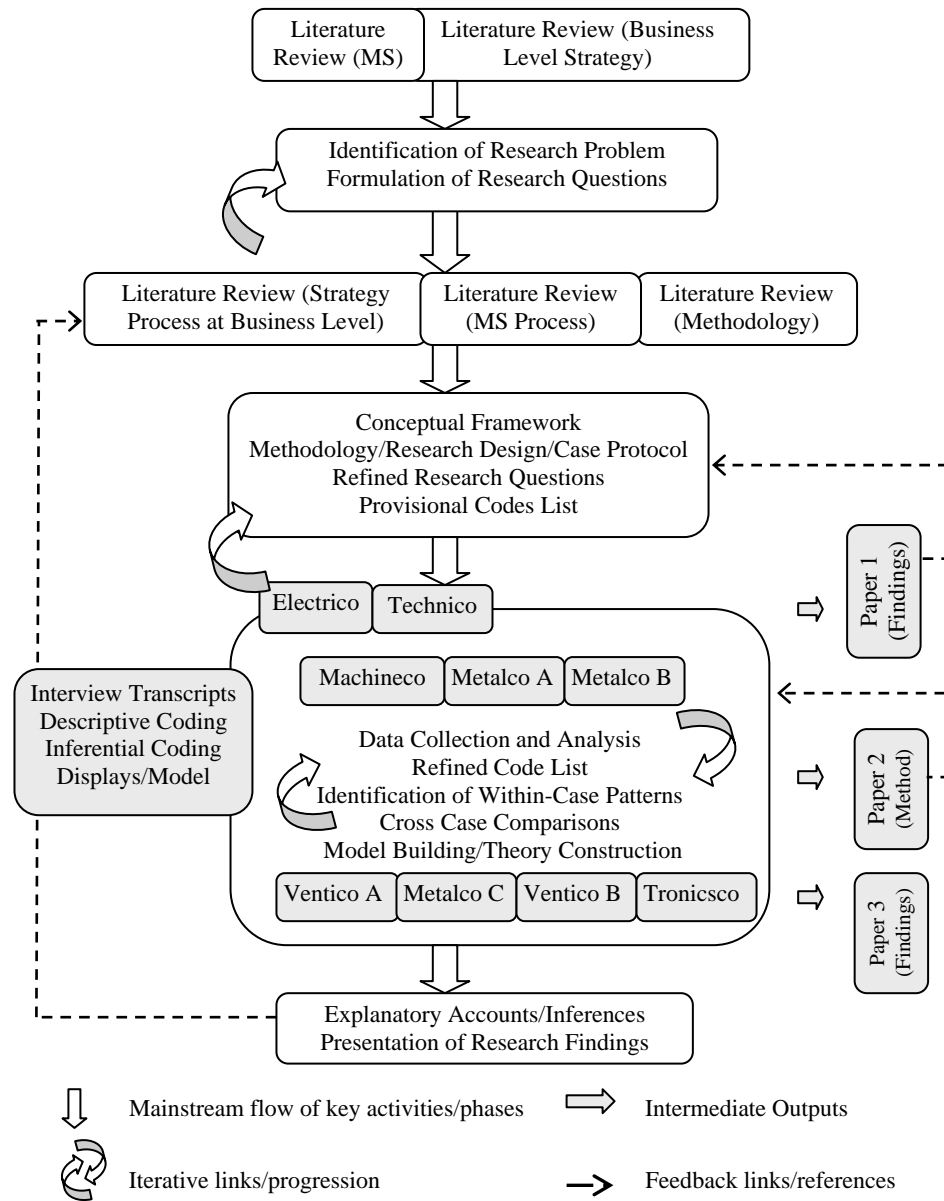 Literature
Review (MS)
Literature Review (Business
Level Strategy)
Identification of Research Problem
Formulation of Research Questions
Literature Review (Strategy
Process at Business Level)
Literature Review
(MS Process)
Literature Review
(Methodology)
Conceptual Framework
Methodology/Research Design/Case Protocol
Refined Research Questions
Provisional Codes List
Electrico
Technico
Paper 1
(Findings)
Machineco
Metalco A
Metalco B
Interview Transcripts
Descriptive Coding
Inferential Coding
Displays/Model
Data Collection and Analysis
Refined Code List
Identification of Within-Case Patterns
Cross Case Comparisons
Model Building/Theory Construction
Paper 2
(Method)
Ventico A
Metalco C
Ventico B
Tronicsco
Paper 3
(Findings)
Explanatory Accounts/Inferences
Presentation of Research Findings
Mainstream flow of key activities/phases
Intermediate Outputs
Iterative links/progression
Feedback links/references